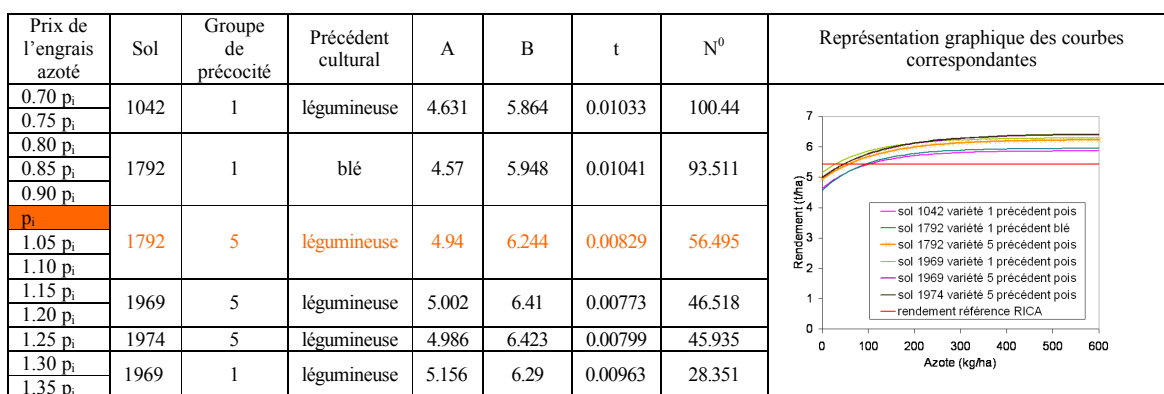 Prix de l’engrais azoté Sol Groupe de précocité Précédent cultural A B t N⁰ Représentation graphique des courbes correspondantes
0.70 pᵢ 1042 1 légumineuse 4.631 5.864 0.01033 100.44
0.75 pᵢ
0.80 pᵢ 1792 1 blé 4.57 5.948 0.01041 93.511
0.85 pᵢ
0.90 pᵢ
pᵢ 1792 5 légumineuse 4.94 6.244 0.00829 56.495
1.05 pᵢ
1.10 pᵢ
1.15 pᵢ 1969 5 légumineuse 5.002 6.41 0.00773 46.518
1.20 pᵢ
1.25 pᵢ 1974 5 légumineuse 4.986 6.423 0.00799 45.935
1.30 pᵢ 1969 1 légumineuse 5.156 6.29 0.00963 28.351
1.35 pᵢ
Rendement (t/ha)
7
6
5
4
3
2
1
0
sol 1042 variété 1 précédent pois
sol 1792 variété 1 précédent blé
sol 1792 variété 5 précédent pois
sol 1969 variété 1 précédent pois
sol 1969 variété 5 précédent pois
sol 1974 variété 5 précédent pois
rendement référence RICA
0 100 200 300 400 500 600
Azote (kg/ha)